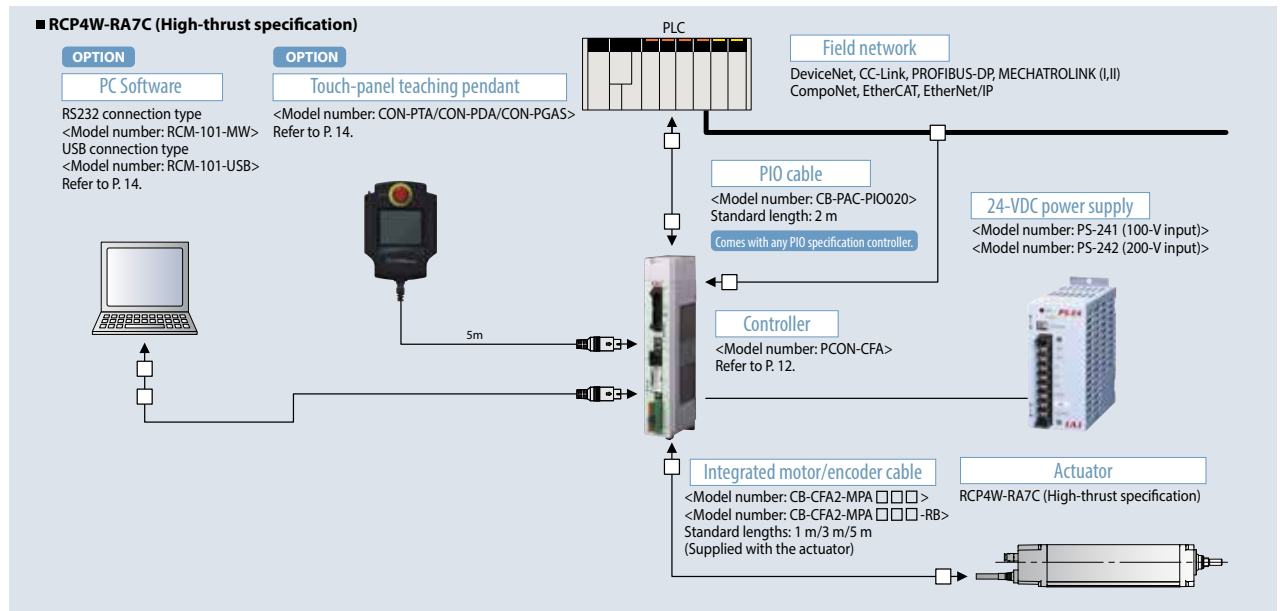 ■ RCP4W-RA7C (High-thrust specification)
OPTION
PC Software
RS232 connection type
<Model number: RCM-101-MW>
USB connection type
<Model number: RCM-101-USB>
Refer to P. 14.
OPTION
Touch-panel teaching pendant
<Model number: CON-PTA/CON-PDA/CON-PGAS>
Refer to P. 14.
PLC
Field network
DeviceNet, CC-Link, PROFIBUS-DP, MECHATROLINK (I,II)
CompoNet, EtherCAT, EtherNet/IP
PIO cable
<Model number: CB-PAC-PIO020>
Standard length: 2 m
Comes with any PIO specification controller.
24-VDC power supply
<Model number: PS-241 (100-V input)>
<Model number: PS-242 (200-V input)>
PS-24
IAI
5m
Controller
<Model number: PCON-CFA>
Refer to P. 12.
Integrated motor/encoder cable
<Model number: CB-CFA2-MPA □□□>
<Model number: CB-CFA2-MPA □□□-RB>
Standard lengths: 1 m/3 m/5 m
(Supplied with the actuator)
Actuator
RCP4W-RA7C (High-thrust specification)